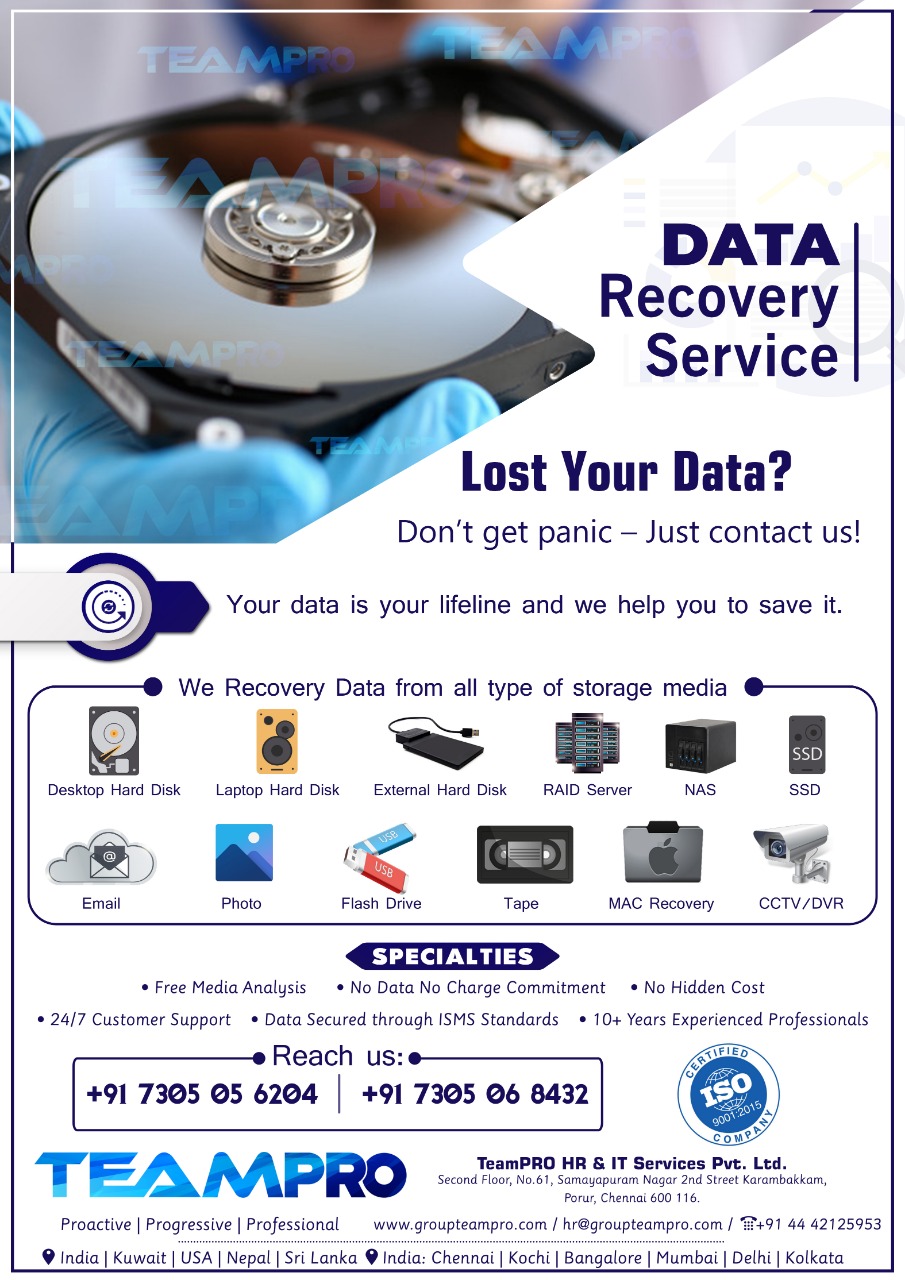 TEAMPRO
TEAMPRO
TEAMPRO
TEAMPRO
TEAMPRO
DATA
Recovery
Service
Lost Your Data?
Don't get panic – Just contact us!
Your data is your lifeline and we help you to save it.
We Recovery Data from all type of storage media
SSD
Desktop Hard Disk Laptop Hard Disk External Hard Disk RAID Server NAS SSD
@ USB USB
Email Photo Flash Drive Tape MAC Recovery CCTV/DVR
SPECIALTIES
• Free Media Analysis • No Data No Charge Commitment • No Hidden Cost
• 24/7 Customer Support • Data Secured through ISMS Standards • 10+ Years Experienced Professionals
Reach us:
+91 7305 05 6204 | +91 7305 06 8432
CERTIFIED
ISO
9001:2015
COMPANY
TEAMPRO
TeamPRO HR & IT Services Pvt. Ltd.
Second Floor, No.61, Samayapuram Nagar 2nd Street Karambakkam,
Porur, Chennai 600 116.
Proactive | Progressive | Professional www.groupteampro.com / hr@groupteampro.com / ☎+91 44 42125953
India | Kuwait | USA | Nepal | Sri Lanka India: Chennai | Kochi | Bangalore | Mumbai | Delhi | Kolkata